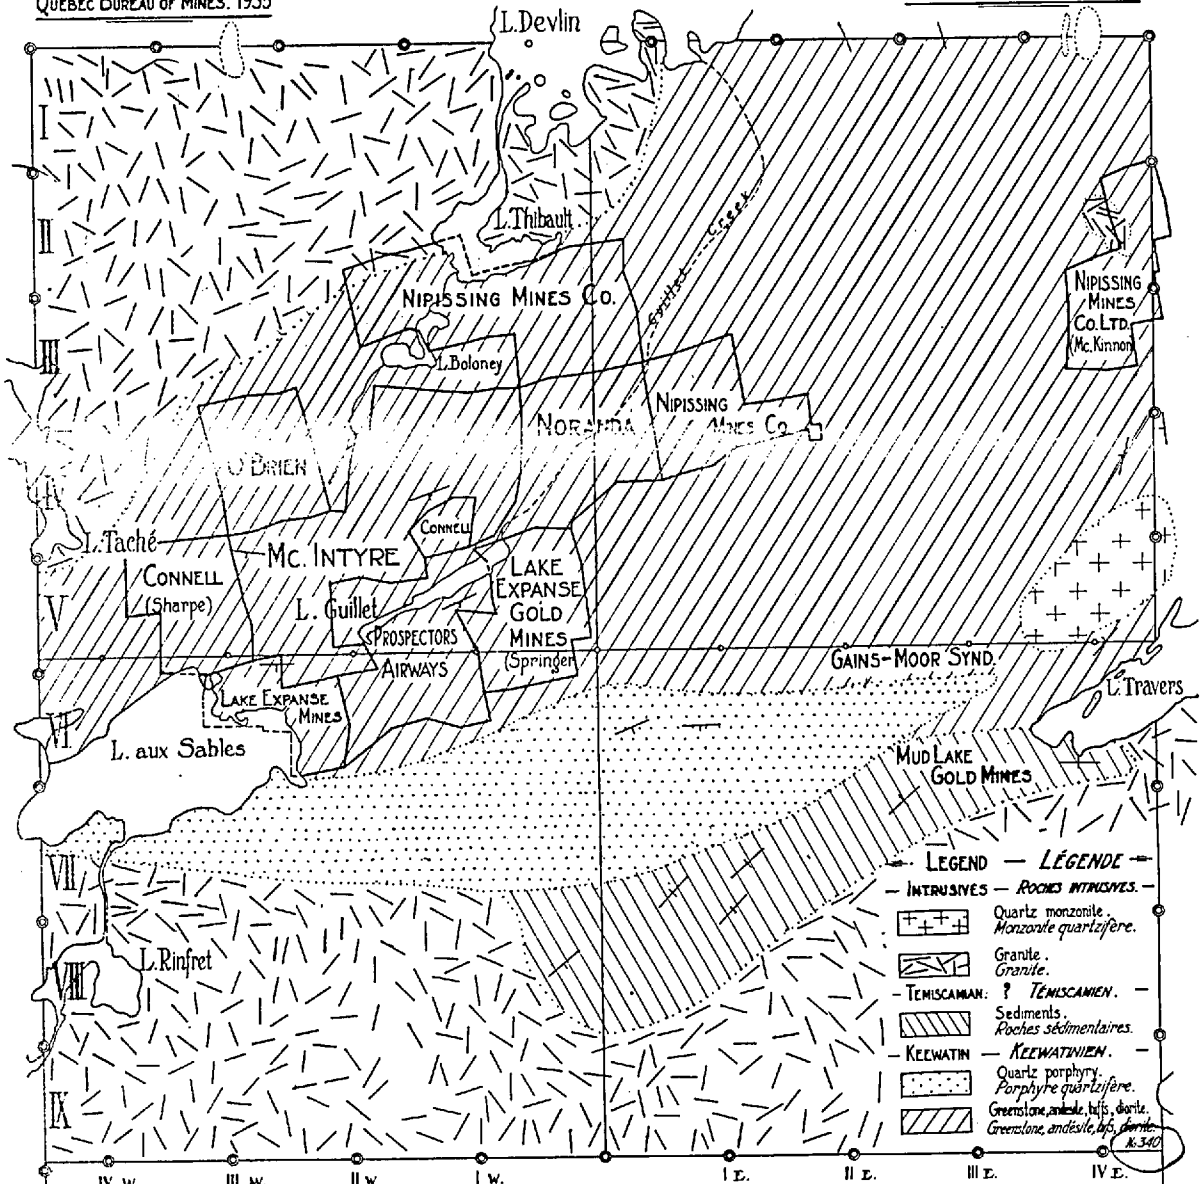 QUEBEC BUREAU OF MINES. 1935
L. Devlin
I
II
L. Thibault
Guillet Creek
NIPISSING MINES CO.
NIPISSING
MINES
CO. LTD.
(Mc. Kinnon)
III
L. Boloney
NORANDA
NIPISSING
MINES CO
O'BRIEN
IV
CONNELL
L. Taché
MC. INTYRE
CONNELL
(Sharpe)
LAKE
EXPANSE
GOLD
MINES
(Springer)
V
L. Guillet
PROSPECTORS
AIRWAYS
GAINS-MOOR SYND.
L. Travers
LAKE EXPANSE
MINES
VI
L. aux Sables
MUD LAKE
GOLD MINES
VII
LEGEND — LÉGENDE
— INTRUSIVES — ROCHES INTRUSIVES. —
Quartz monzonite.
Monzonite quartzifère.
L. Rinfret
VIII
Granite.
Granite.
— TEMISCAMIAN: ? TÉMISCAMIEN. —
Sediments.
Roches sédimentaires.
— KEEWATIN — KEEWATINIEN. —
Quartz porphyry.
Porphyre quartzifère.
IX
Greenstone, andesite, tuffs, diorite.
Greenstone, andésite, tufs, diorite.
No. 340
IV W. III W. II W. I W. I E. II E. III E. IV E.